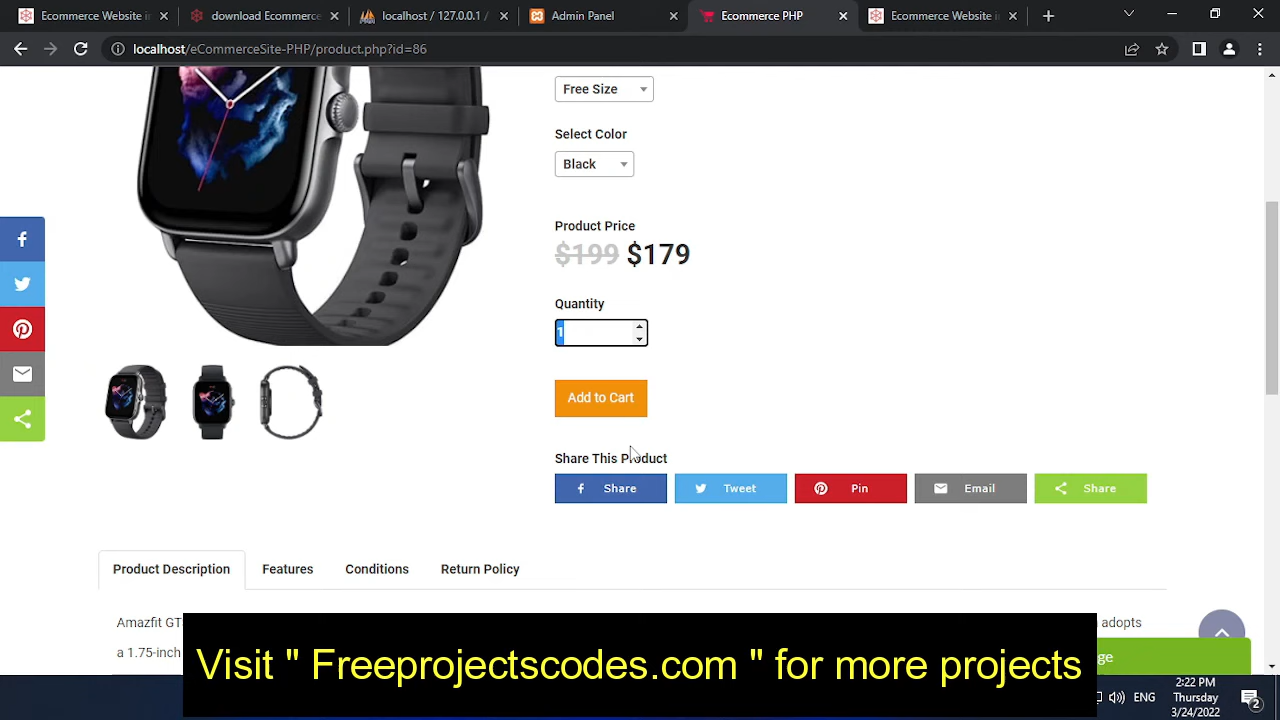 Ecommerce Website i
download Ecommerce
localhost / 127.0.0.1 /
Admin Panel
Ecommerce PHP
Ecommerce Website i
localhost/eCommerceSite-PHP/product.php?id=86
Free Size
Select Color
Black
Product Price
$199 $179
Quantity
1
Add to Cart
Share This Product
Share
Tweet
Pin
Email
Share
Product Description
Features
Conditions
Return Policy
Amazfit GT
adopts
a 1.75-inch
ge
Visit " Freeprojectscodes.com " for more projects
ENG
2:22 PM
Thursday
3/24/2022
2